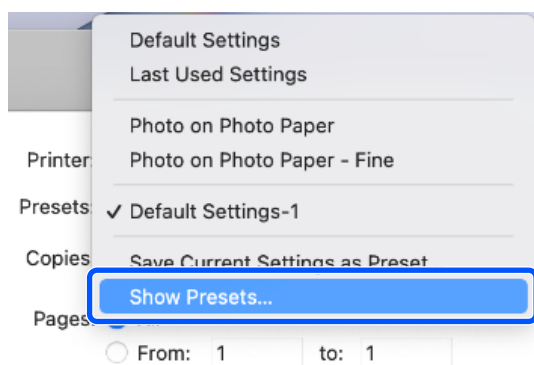 Default Settings
Last Used Settings
Photo on Photo Paper
Printer:
Photo on Photo Paper - Fine
Presets:
✓ Default Settings-1
Copies
Save Current Settings as Preset
Show Presets...
Pages:
From: 1 to: 1